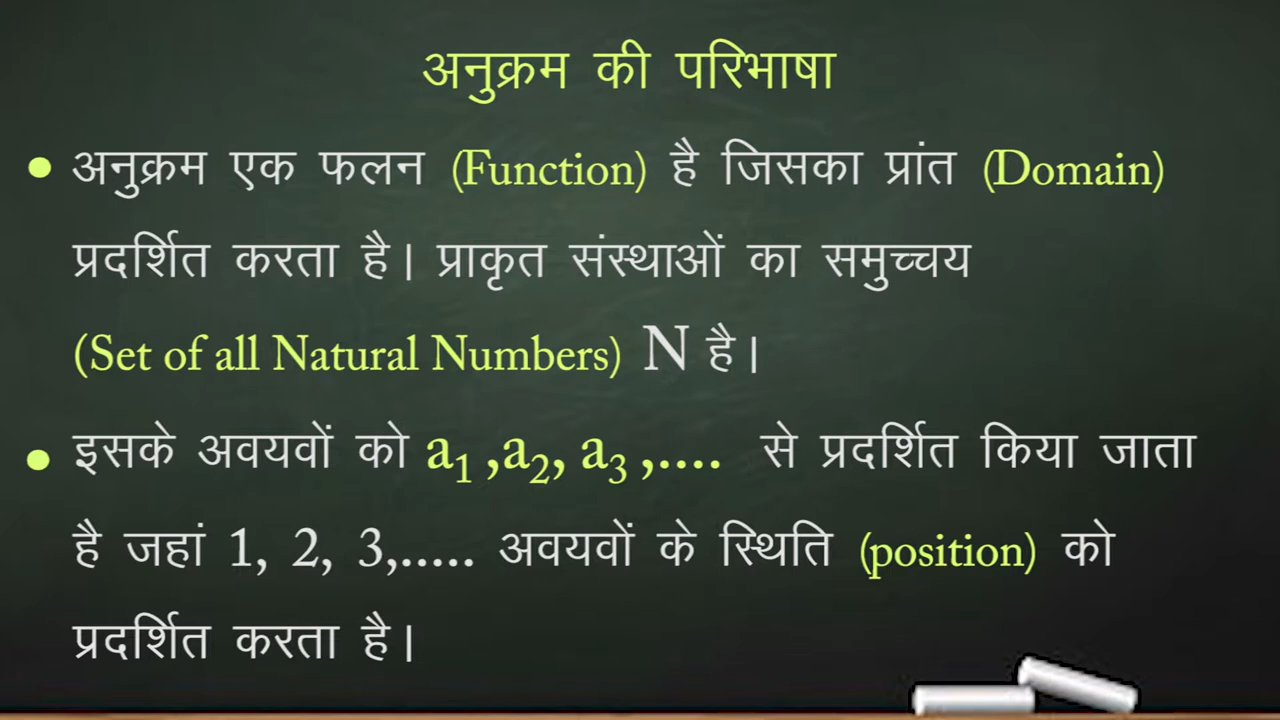 अनुक्रम की परिभाषा
• अनुक्रम एक फलन (Function) है जिसका प्रांत (Domain)
प्रदर्शित करता है। प्राकृत संस्थाओं का समुच्चय
(Set of all Natural Numbers) N है।
• इसके अवयवों को a₁ ,a₂, a₃ ,.... से प्रदर्शित किया जाता
है जहां 1, 2, 3,..... अवयवों के स्थिति (position) को
प्रदर्शित करता है।